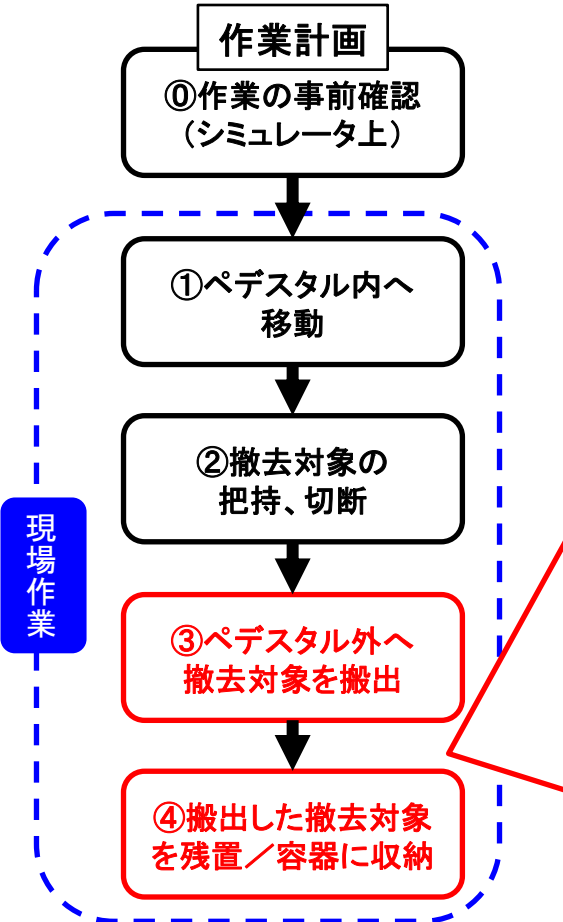 作業計画
⓪作業の事前確認
（シミュレータ上）
①ペデスタル内へ
移動
②撤去対象の
把持、切断
現場作業
③ペデスタル外へ
撤去対象を搬出
④搬出した撤去対象
を残置／容器に収納